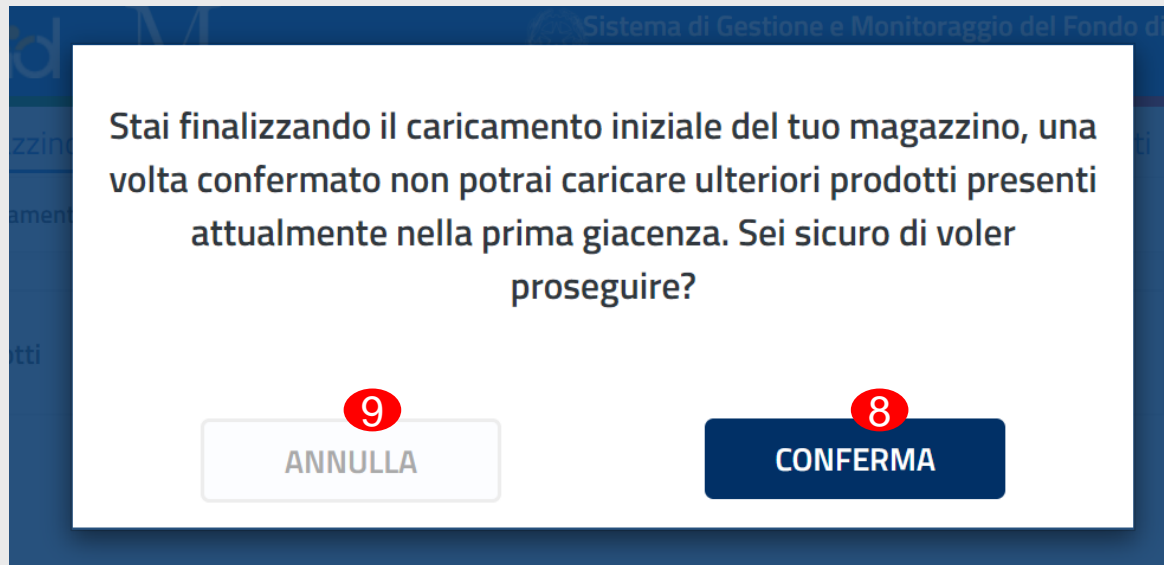 Sistema di Gestione e Monitoraggio del Fondo di
Stai finalizzando il caricamento iniziale del tuo magazzino, una
volta confermato non potrai caricare ulteriori prodotti presenti
attualmente nella prima giacenza. Sei sicuro di voler
proseguire?
9
8
ANNULLA
CONFERMA